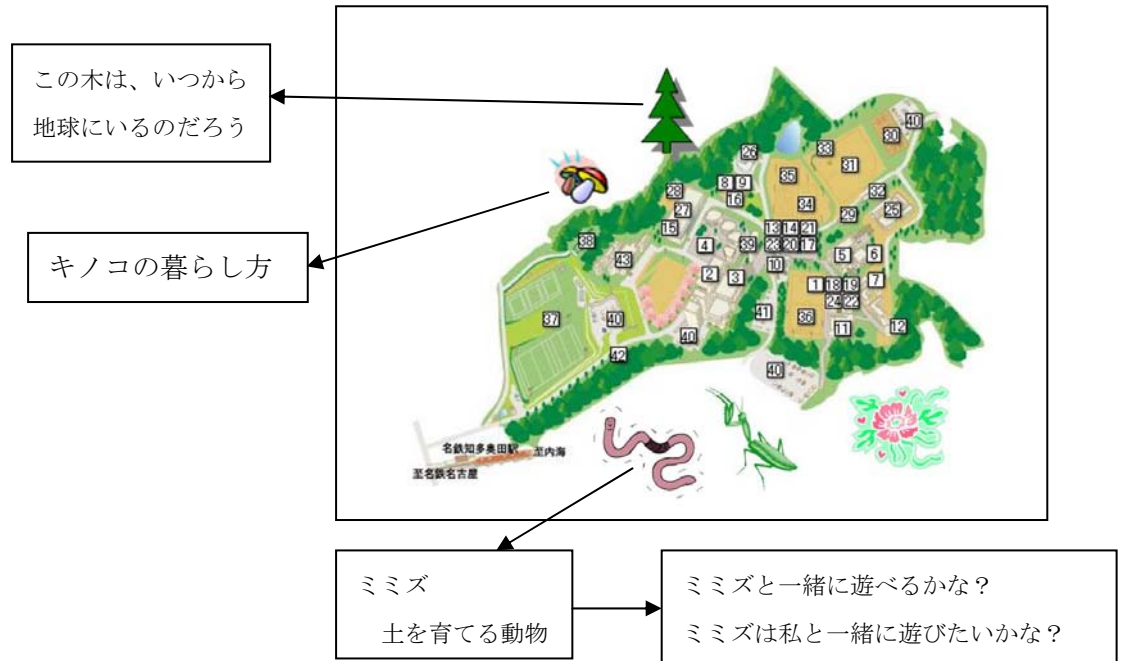 この木は、いつから
地球にいるのだろう
キノコの暮らし方
40
30
33
26
31
35
8 9
28
32
16
34
27
25
29
15
13 14 21
38
4
39
23 20 17
5
6
43
10
2
3
7
1 18 19
24 22
41
37
40
36
11
12
40
42
40
名鉄知多奥田駅
至内海
至名鉄名古屋
ミミズ
土を育てる動物
ミミズと一緒に遊べるかな?
ミミズは私と一緒に遊びたいかな?